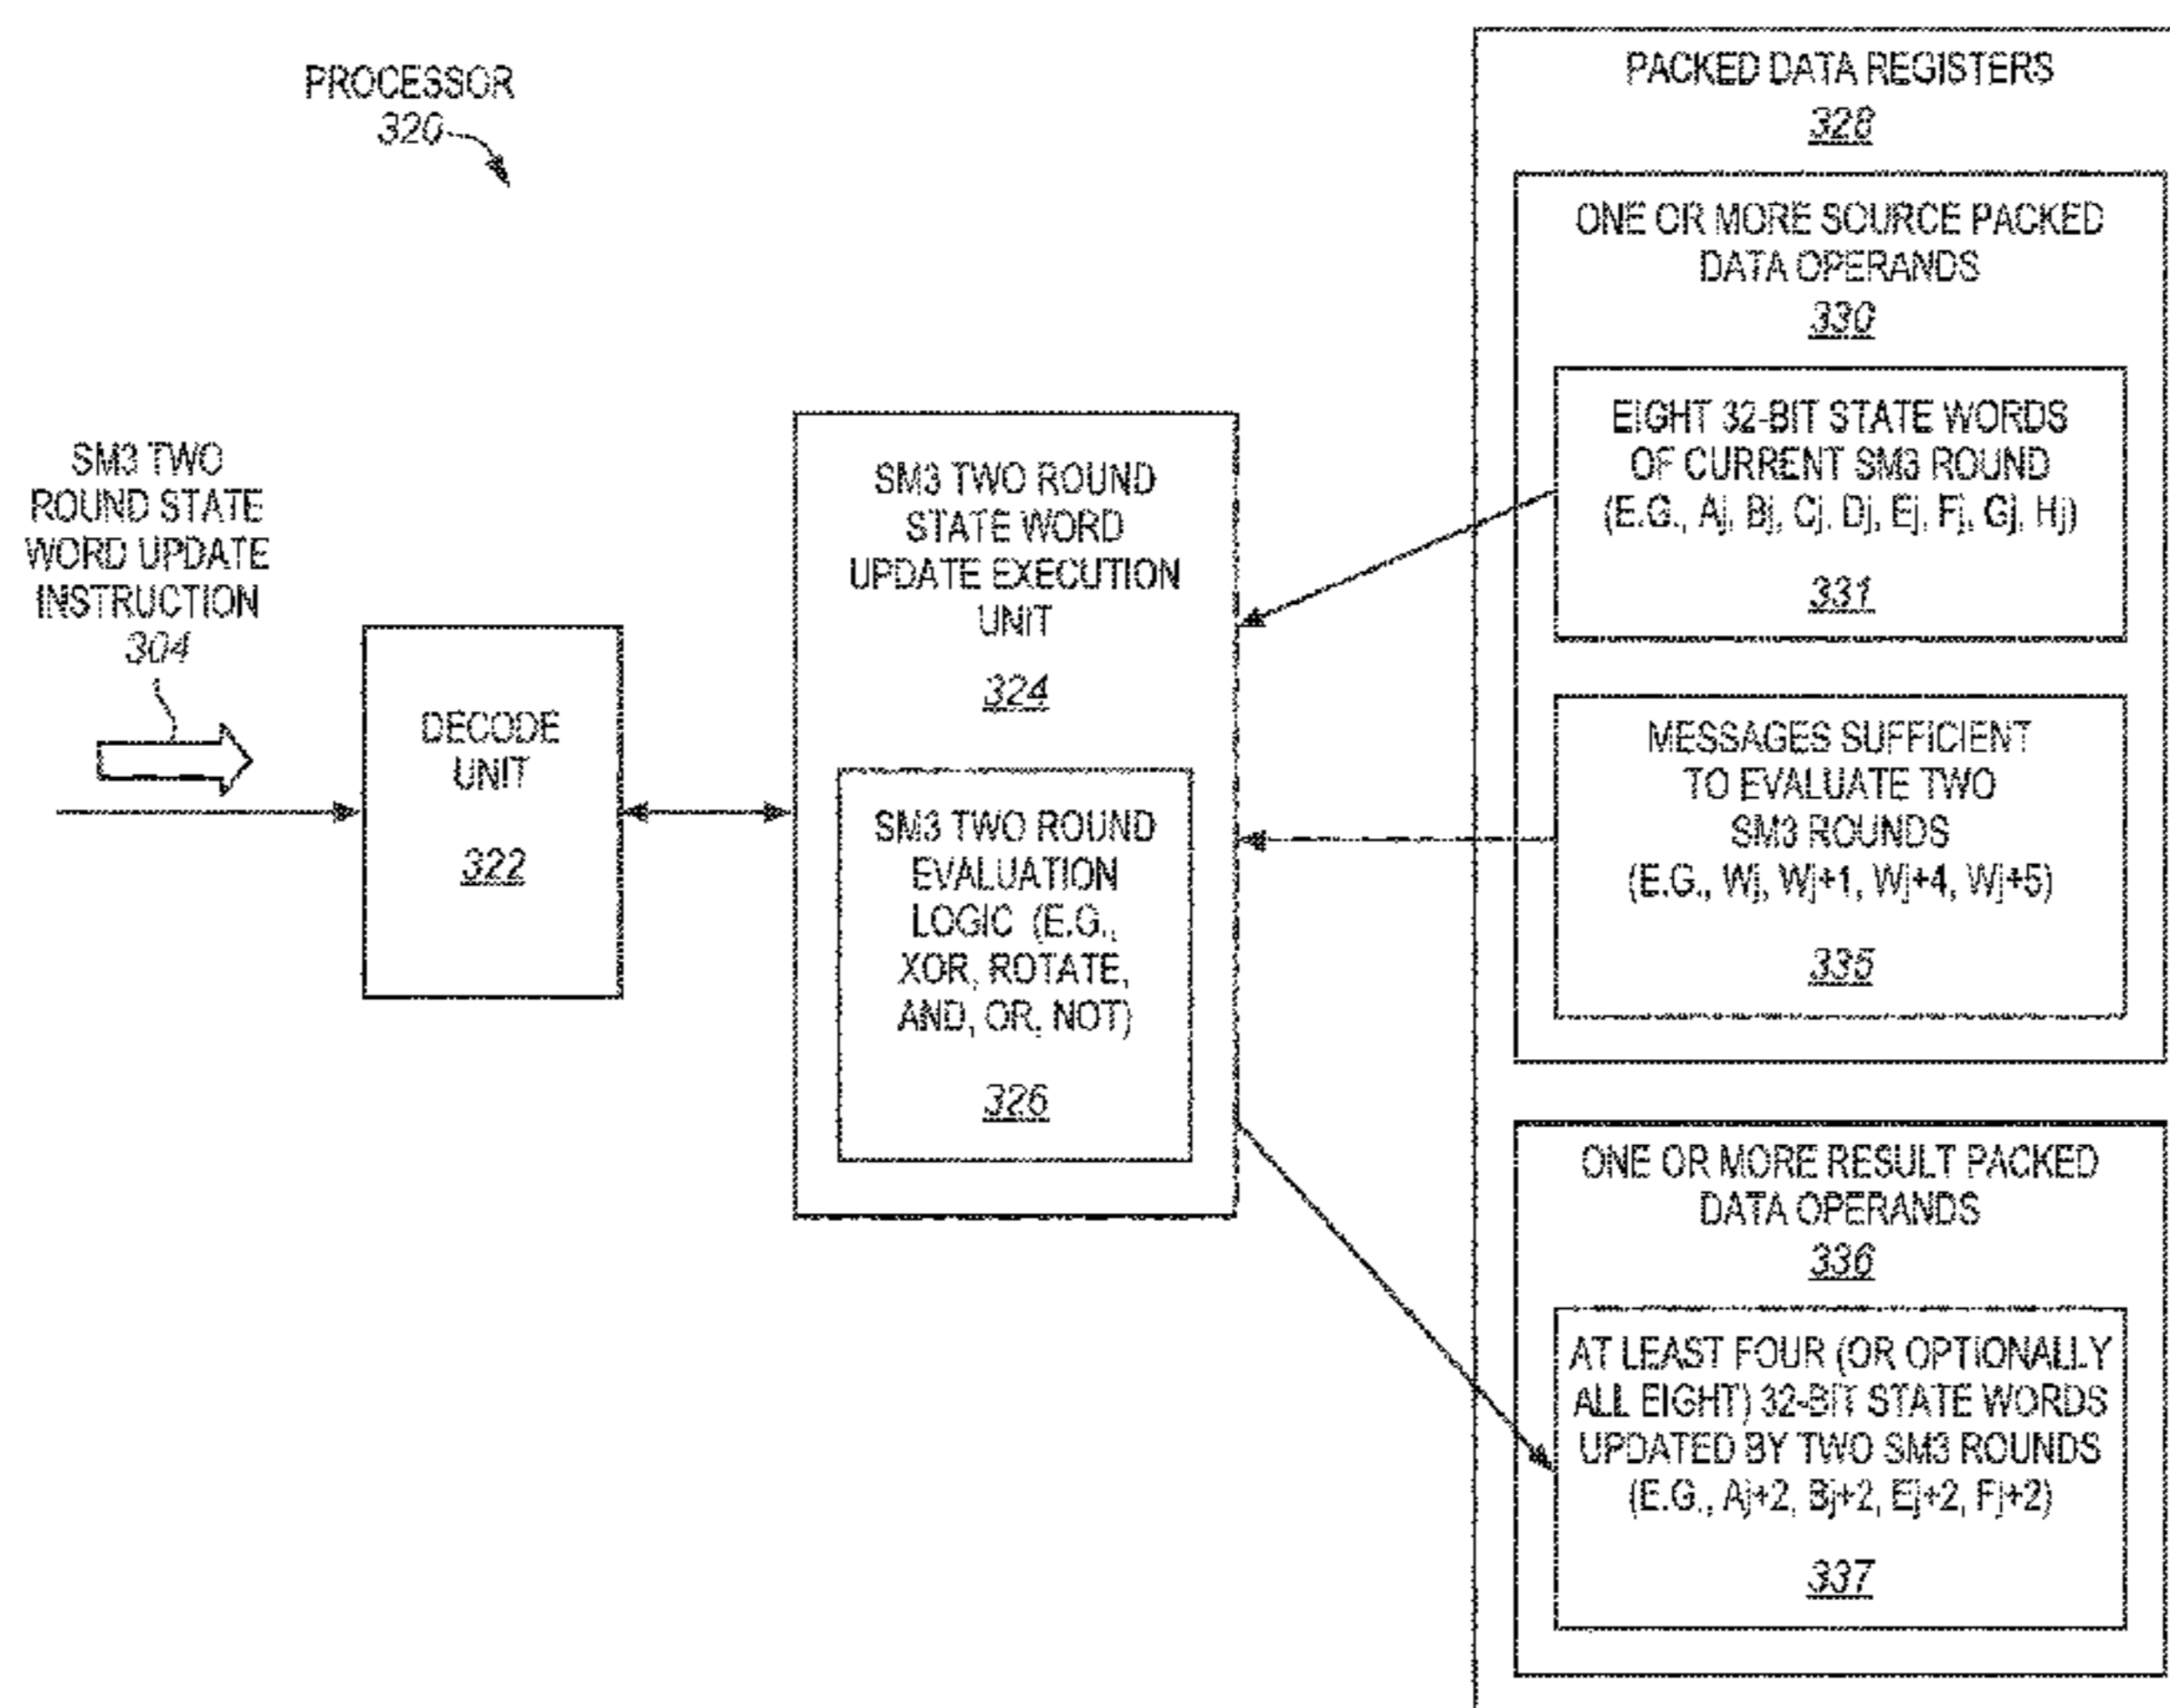 PROCESSOR
320
SM3 TWO
ROUND STATE
WORD UPDATE
INSTRUCTION
304
DECODE
UNIT
322
SM3 TWO ROUND
STATE WORD
UPDATE EXECUTION
UNIT
324
SM3 TWO ROUND
EVALUATION
LOGIC (E.G.,
XOR, ROTATE,
AND, OR, NOT)
326
PACKED DATA REGISTERS
328
ONE OR MORE SOURCE PACKED
DATA OPERANDS
330
EIGHT 32-BIT STATE WORDS
OF CURRENT SM3 ROUND
(E.G., Aj, Bj, Cj, Dj, Ej, Fj, Gj, Hj)
331
MESSAGES SUFFICIENT
TO EVALUATE TWO
SM3 ROUNDS
(E.G., Wj, Wj+1, Wj+4, Wj+5)
335
ONE OR MORE RESULT PACKED
DATA OPERANDS
336
AT LEAST FOUR (OR OPTIONALLY
ALL EIGHT) 32-BIT STATE WORDS
UPDATED BY TWO SM3 ROUNDS
(E.G., Aj+2, Bj+2, Ej+2, Fj+2)
337